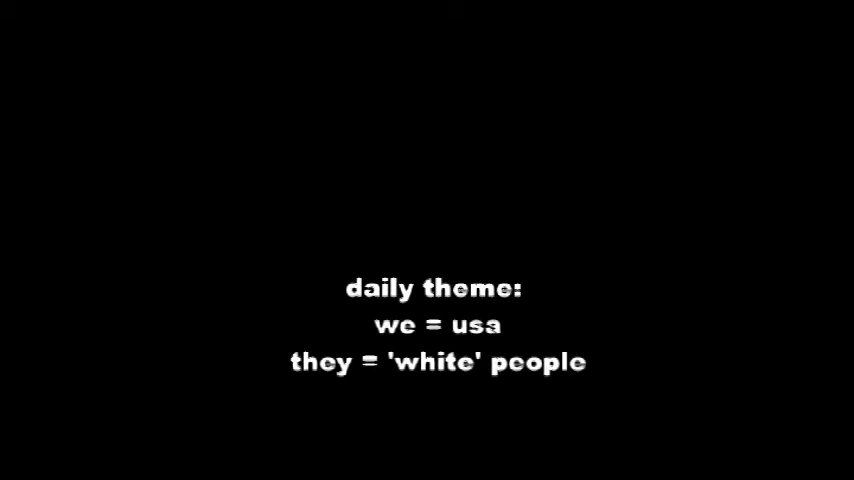 daily theme:
we = usa
they = 'white' people